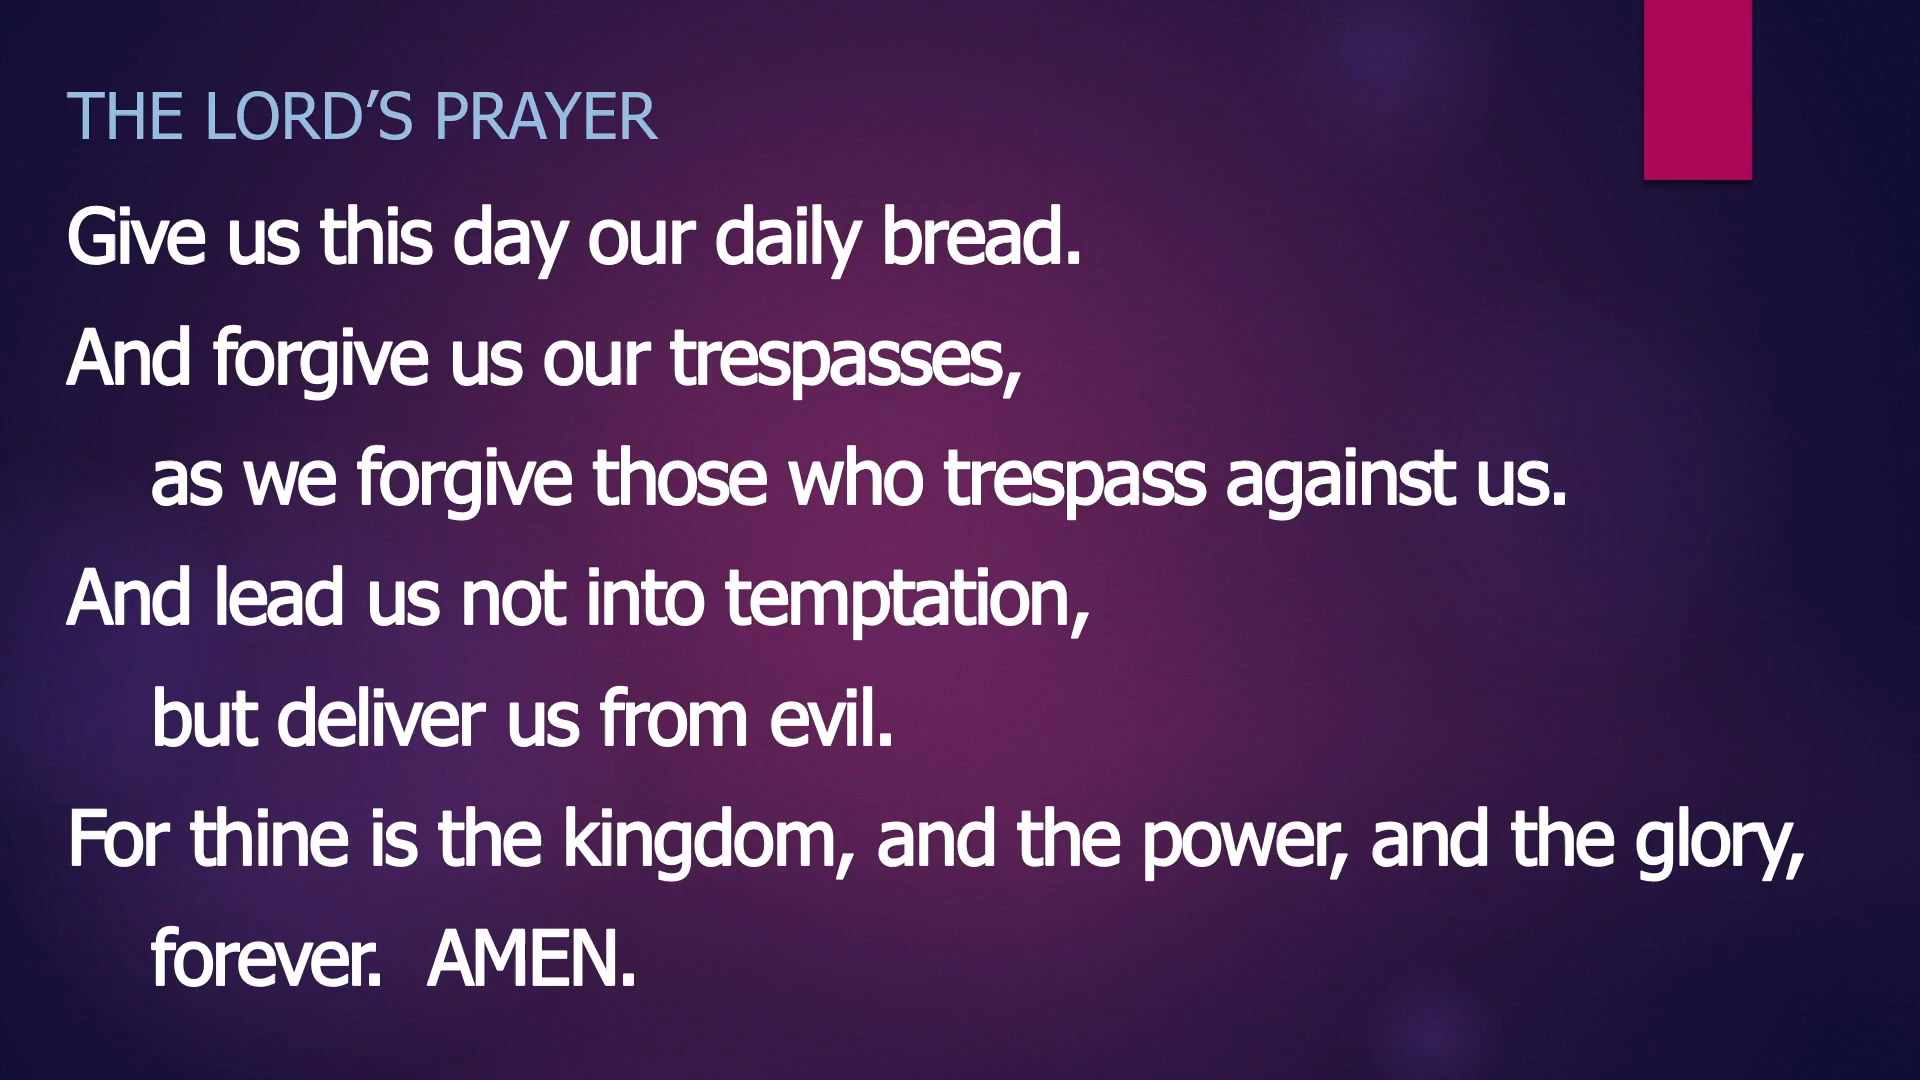 THE LORD’S PRAYER
Give us this day our daily bread.
And forgive us our trespasses,
as we forgive those who trespass against us.
And lead us not into temptation,
but deliver us from evil.
For thine is the kingdom, and the power, and the glory,
forever.  AMEN.